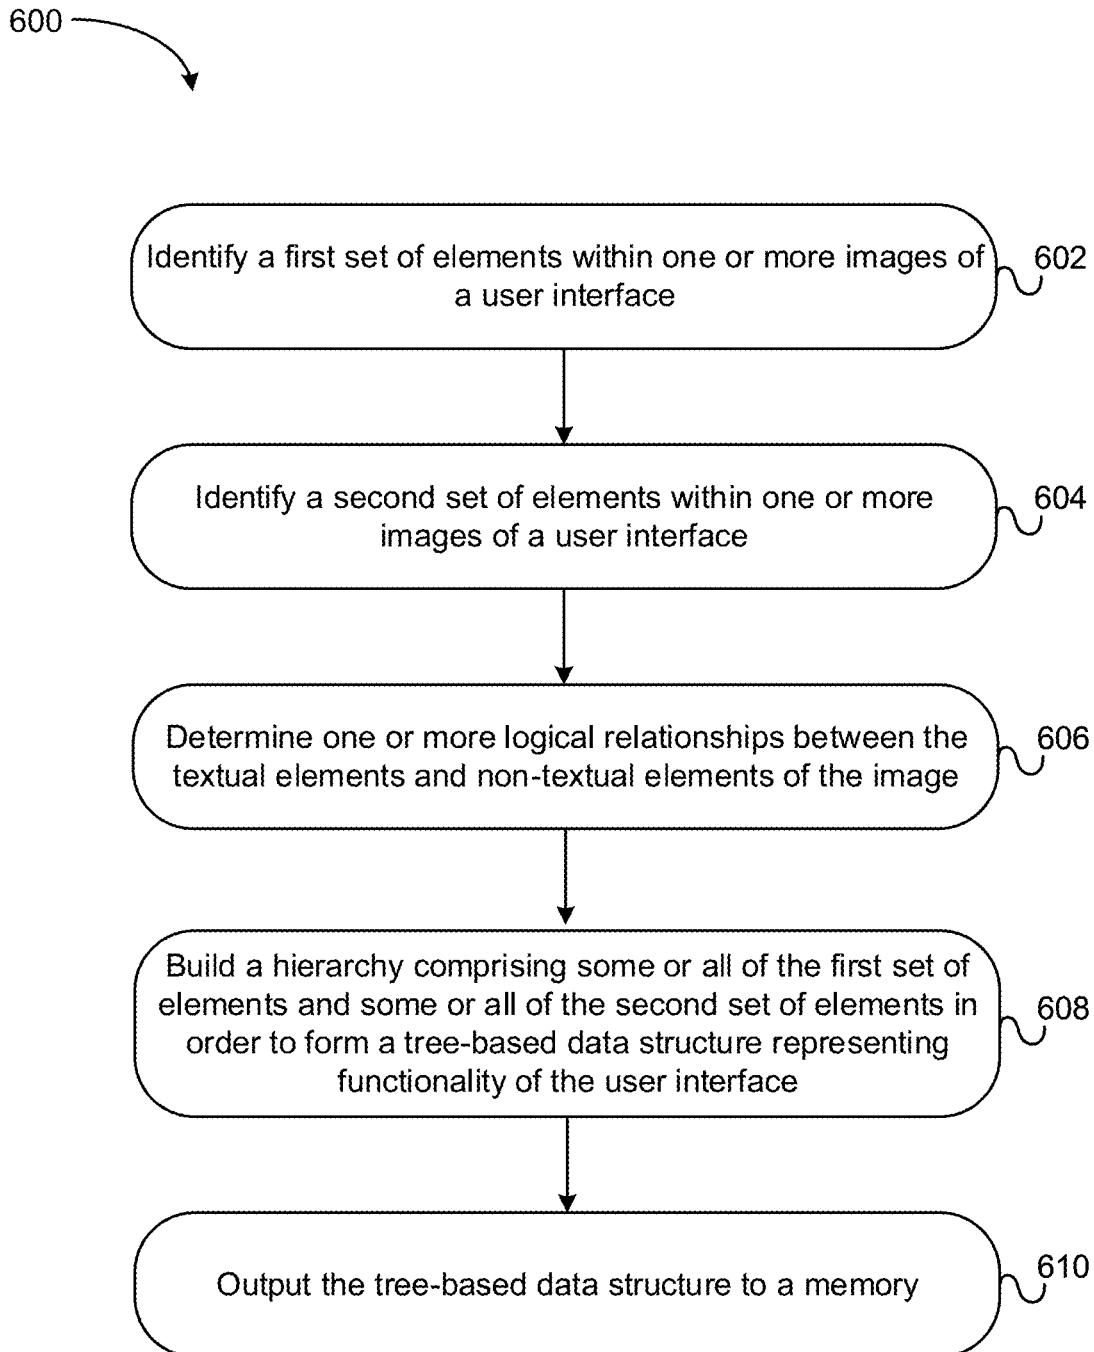 600
Identify a first set of elements within one or more images of
a user interface
602
Identify a second set of elements within one or more
images of a user interface
604
Determine one or more logical relationships between the
textual elements and non-textual elements of the image
606
Build a hierarchy comprising some or all of the first set of
elements and some or all of the second set of elements in
order to form a tree-based data structure representing
functionality of the user interface
608
Output the tree-based data structure to a memory
610